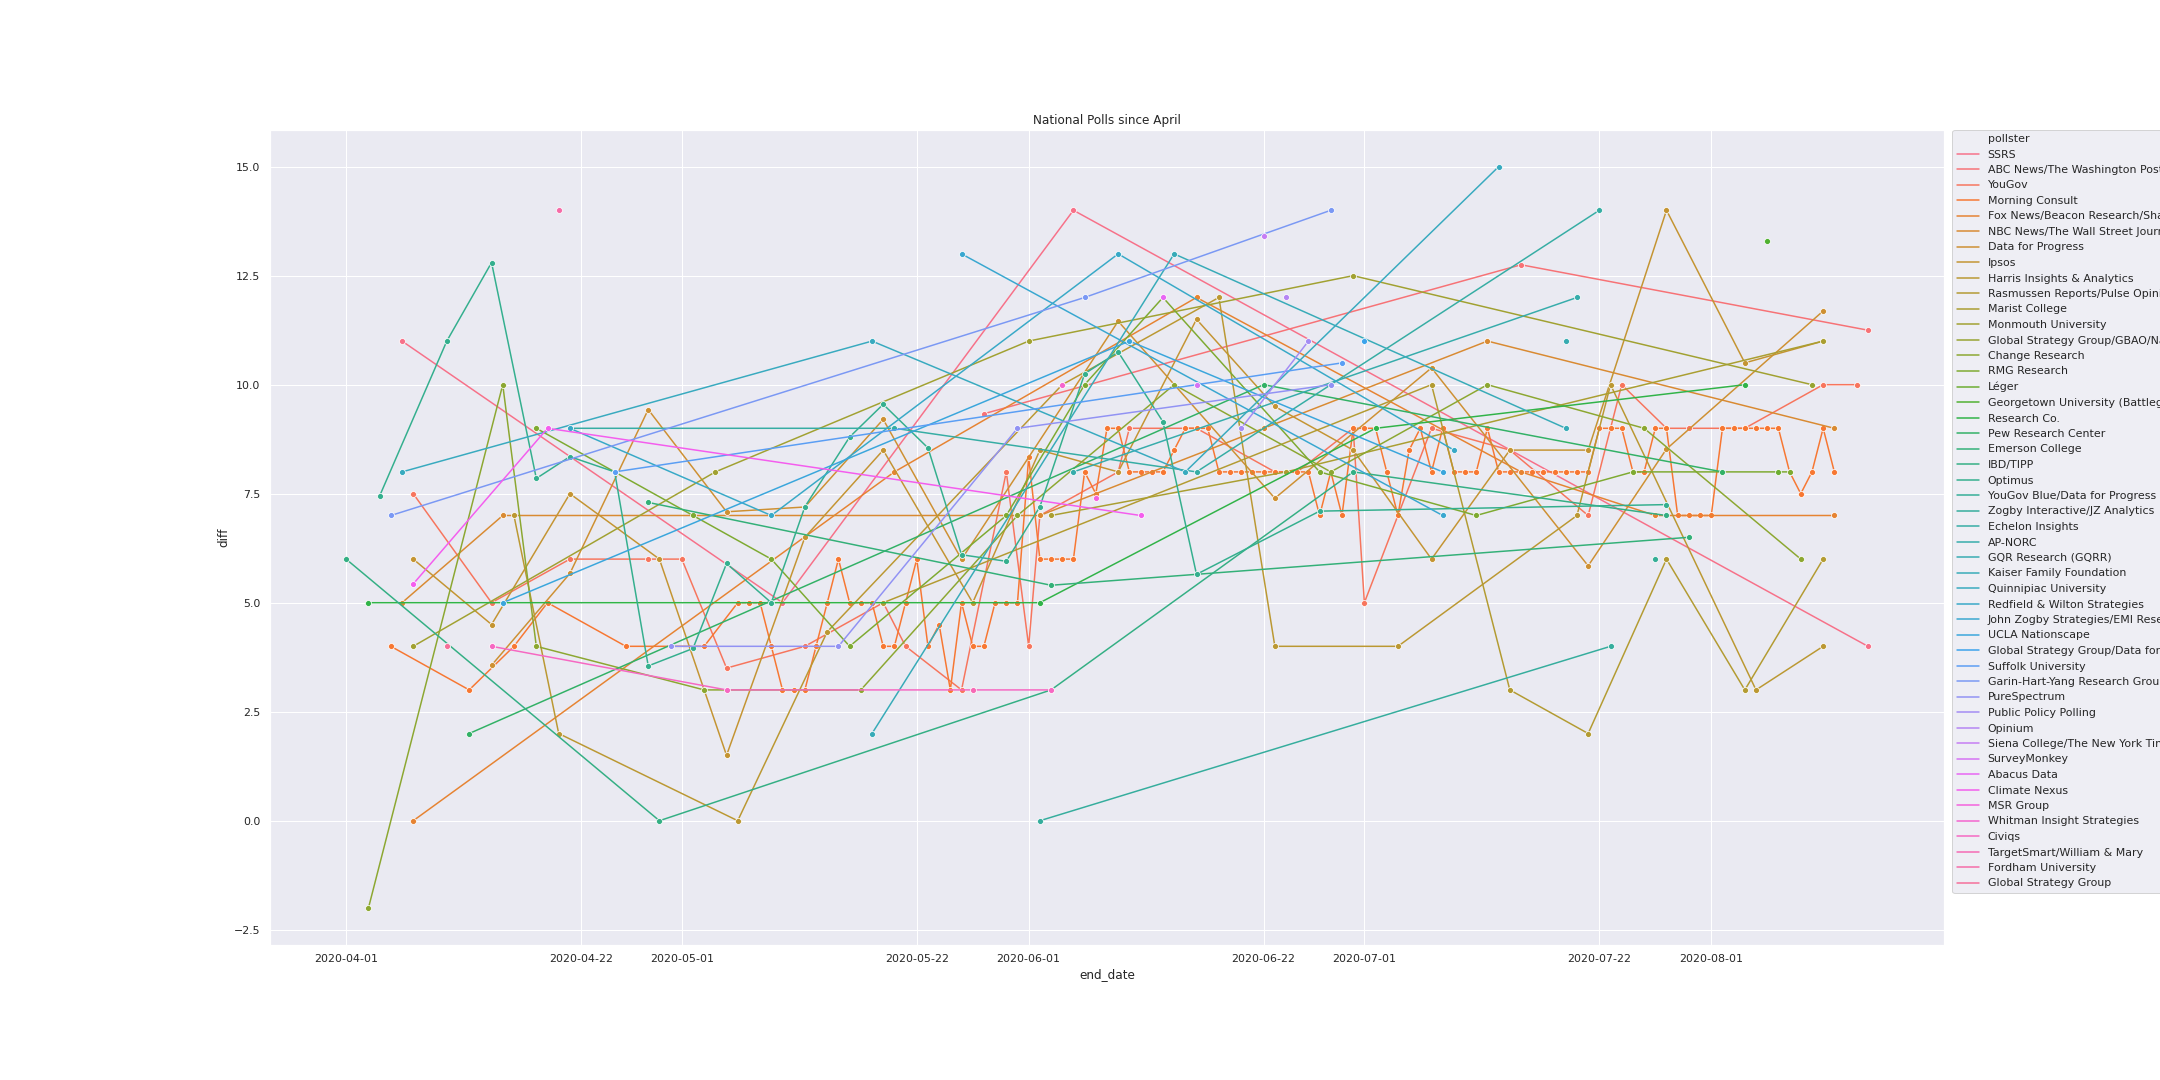 National Polls since April
15.0
12.5
10.0
7.5
5.0
2.5
0.0
−2.5
diff
2020-04-01 2020-04-22 2020-05-01 2020-05-22 2020-06-01 2020-06-22 2020-07-01 2020-07-22 2020-08-01
end_date
pollster
SSRS
ABC News/The Washington Post
YouGov
Morning Consult
Fox News/Beacon Research/Sha
NBC News/The Wall Street Jour
Data for Progress
Ipsos
Harris Insights & Analytics
Rasmussen Reports/Pulse Opin
Marist College
Monmouth University
Global Strategy Group/GBAO/N
Change Research
RMG Research
Léger
Georgetown University (Battleg
Research Co.
Pew Research Center
Emerson College
IBD/TIPP
Optimus
YouGov Blue/Data for Progress
Zogby Interactive/JZ Analytics
Echelon Insights
AP-NORC
GQR Research (GQRR)
Kaiser Family Foundation
Quinnipiac University
Redfield & Wilton Strategies
John Zogby Strategies/EMI Rese
UCLA Nationscape
Global Strategy Group/Data for
Suffolk University
Garin-Hart-Yang Research Grou
PureSpectrum
Public Policy Polling
Opinium
Siena College/The New York Tim
SurveyMonkey
Abacus Data
Climate Nexus
MSR Group
Whitman Insight Strategies
Civiqs
TargetSmart/William & Mary
Fordham University
Global Strategy Group